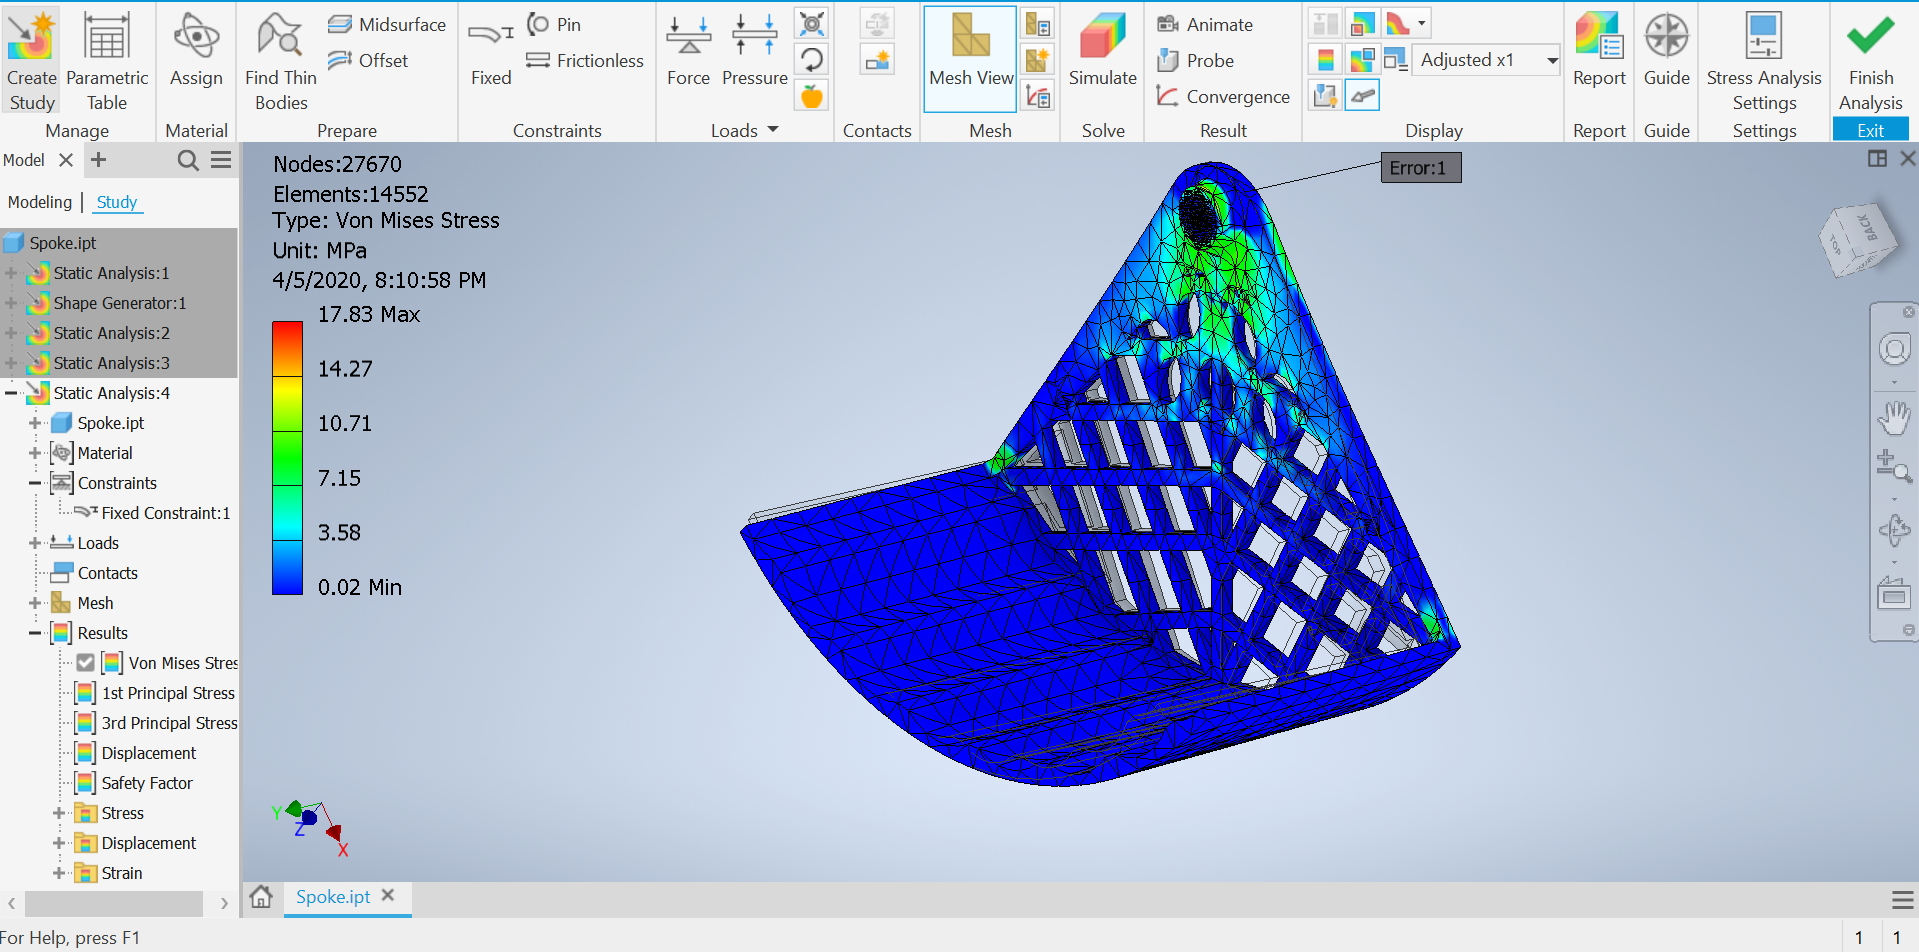 Create Study
Parametric Table
Manage
Assign
Material
Find Thin Bodies
Midsurface
Offset
Prepare
Fixed
Pin
Frictionless
Constraints
Force
Pressure
Loads
Contacts
Mesh View
Mesh
Simulate
Solve
Animate
Probe
Convergence
Result
Adjusted x1
Display
Report
Report
Guide
Guide
Stress Analysis Settings
Settings
Finish Analysis
Exit
Model
Modeling | Study
Spoke.ipt
Static Analysis:1
Shape Generator:1
Static Analysis:2
Static Analysis:3
Static Analysis:4
Spoke.ipt
Material
Constraints
Fixed Constraint:1
Loads
Contacts
Mesh
Results
Von Mises Stres
1st Principal Stress
3rd Principal Stress
Displacement
Safety Factor
Stress
Displacement
Strain
Nodes:27670
Elements:14552
Type: Von Mises Stress
Unit: MPa
4/5/2020, 8:10:58 PM
17.83 Max
14.27
10.71
7.15
3.58
0.02 Min
Error:1
TOP
BACK
Y
Z
X
Spoke.ipt
For Help, press F1
1 1